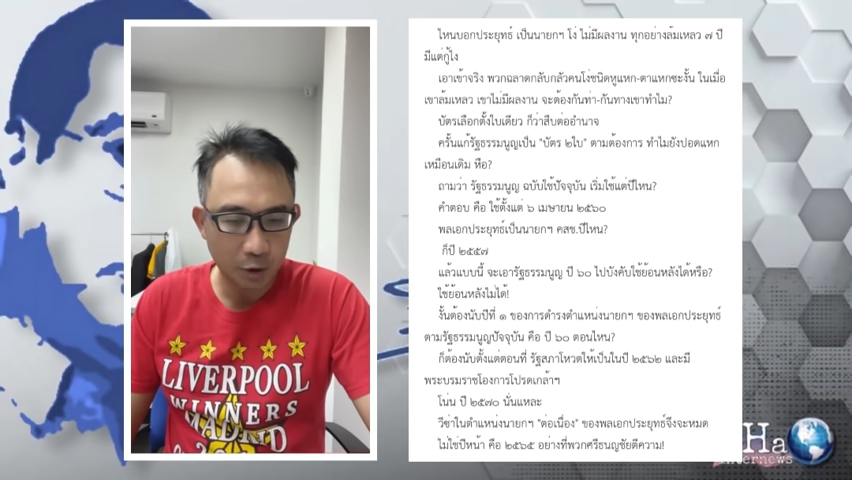 ไหนบอกประยุทธ์ เป็นนายกฯ โง่ ไม่มีผลงาน ทุกอย่างล้มเหลว ๗ ปี
มีแต่กู้ไง
เอาเข้าจริง พวกฉลาดกลับกลัวคนโง่ชนิดหูแหก-ตาแหกซะงั้น ในเมื่อ
เขาล้มเหลว เขาไม่มีผลงาน จะต้องกันท่า-กันทางเขาทำไม?
บัตรเลือกตั้งใบเดียว ก็ว่าสืบต่ออำนาจ
ครั้นแก้รัฐธรรมนูญเป็น "บัตร ๒ใบ" ตามต้องการ ทำไมยังปอดแหก
เหมือนเดิม หือ?
ถามว่า รัฐธรรมนูญ ฉบับใช้ปัจจุบัน เริ่มใช้แต่ปีไหน?
คำตอบ คือ ใช้ตั้งแต่ ๖ เมษายน ๒๕๖๐
พลเอกประยุทธ์เป็นนายกฯ คสช.ปีไหน?
ก็ปี ๒๕๕๗
แล้วแบบนี้ จะเอารัฐธรรมนูญ ปี ๖๐ ไปบังคับใช้ย้อนหลังได้หรือ?
ใช้ย้อนหลังไม่ได้!
งั้นต้องนับปีที่ ๑ ของการดำรงตำแหน่งนายกฯ ของพลเอกประยุทธ์
ตามรัฐธรรมนูญปัจจุบัน คือ ปี ๖๐ ตอนไหน?
ก็ต้องนับตั้งแต่ตอนที่ รัฐสภาโหวตให้เป็นในปี ๒๕๖๒ และมี
พระบรมราชโองการโปรดเกล้าฯ
โน่น ปี ๒๕๗๐ นั่นแหละ
วีซ่าในตำแหน่งนายกฯ "ต่อเนื่อง" ของพลเอกประยุทธ์จึงจะหมด
ไม่ใช่ปีหน้า คือ ๒๕๖๕ อย่างที่พวกศรีธนญชัยตีความ!
LIVERPOOL
WINNERS
MADRID
Ha
internews